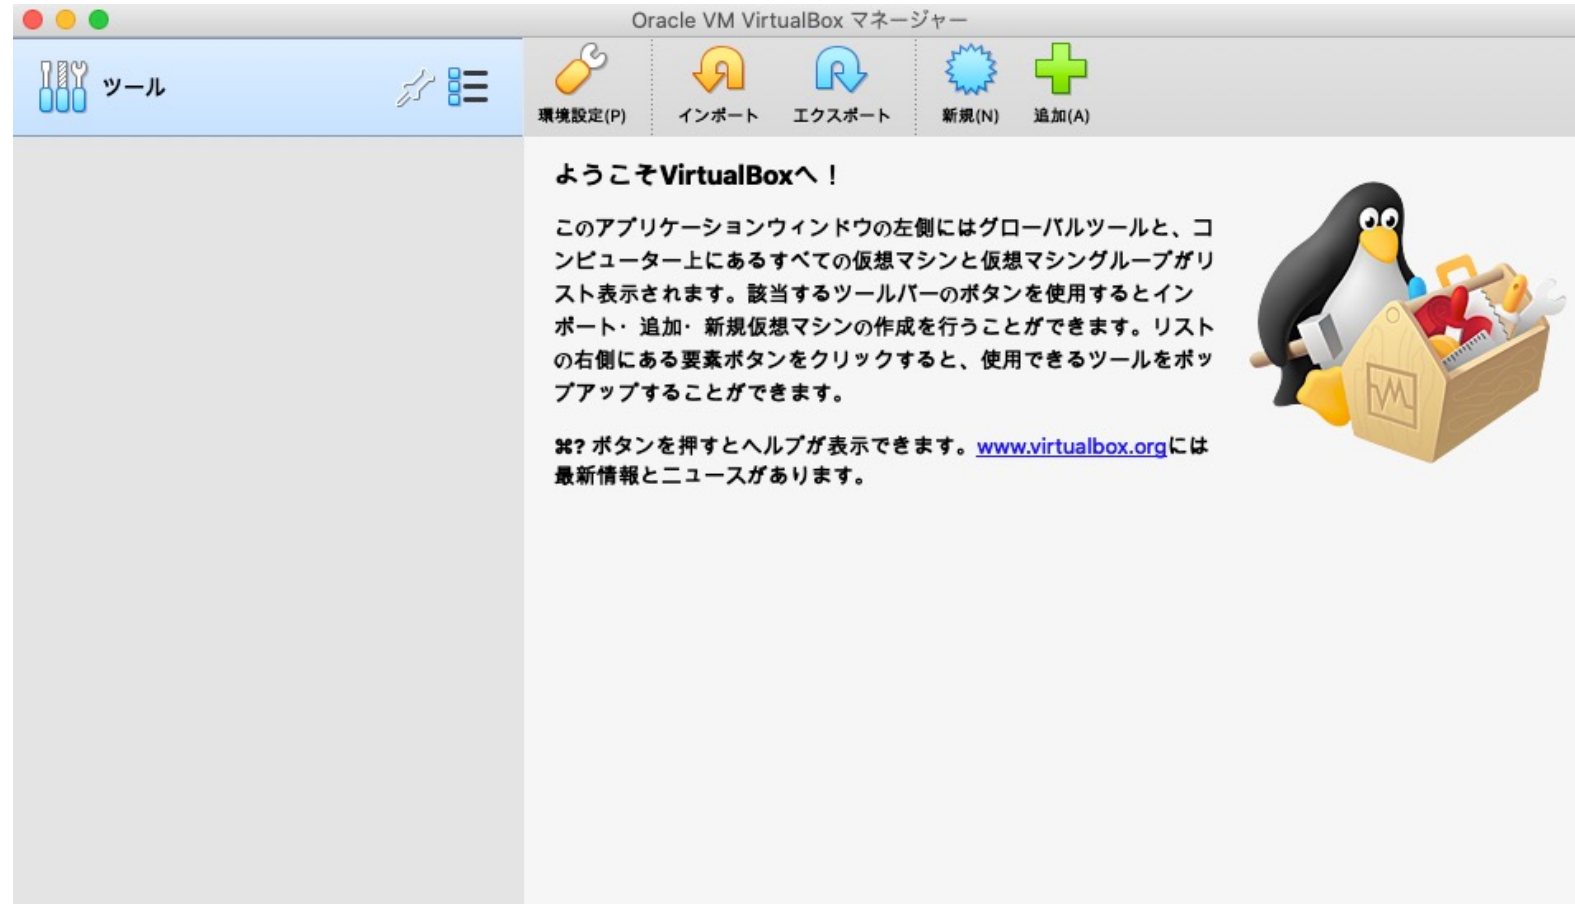 Oracle VM VirtualBox マネージャー
ツール
環境設定(P)
インポート
エクスポート
新規(N)
追加(A)
ようこそVirtualBoxへ！
このアプリケーションウィンドウの左側にはグローバルツールと、コ
ンピューター上にあるすべての仮想マシンと仮想マシングループがリ
スト表示されます。該当するツールバーのボタンを使用するとイン
ポート・ 追加・ 新規仮想マシンの作成を行うことができます。リスト
の右側にある要素ボタンをクリックすると、使用できるツールをポッ
プアップすることができます。
⌘? ボタンを押すとヘルプが表示できます。www.virtualbox.orgには
最新情報とニュースがあります。